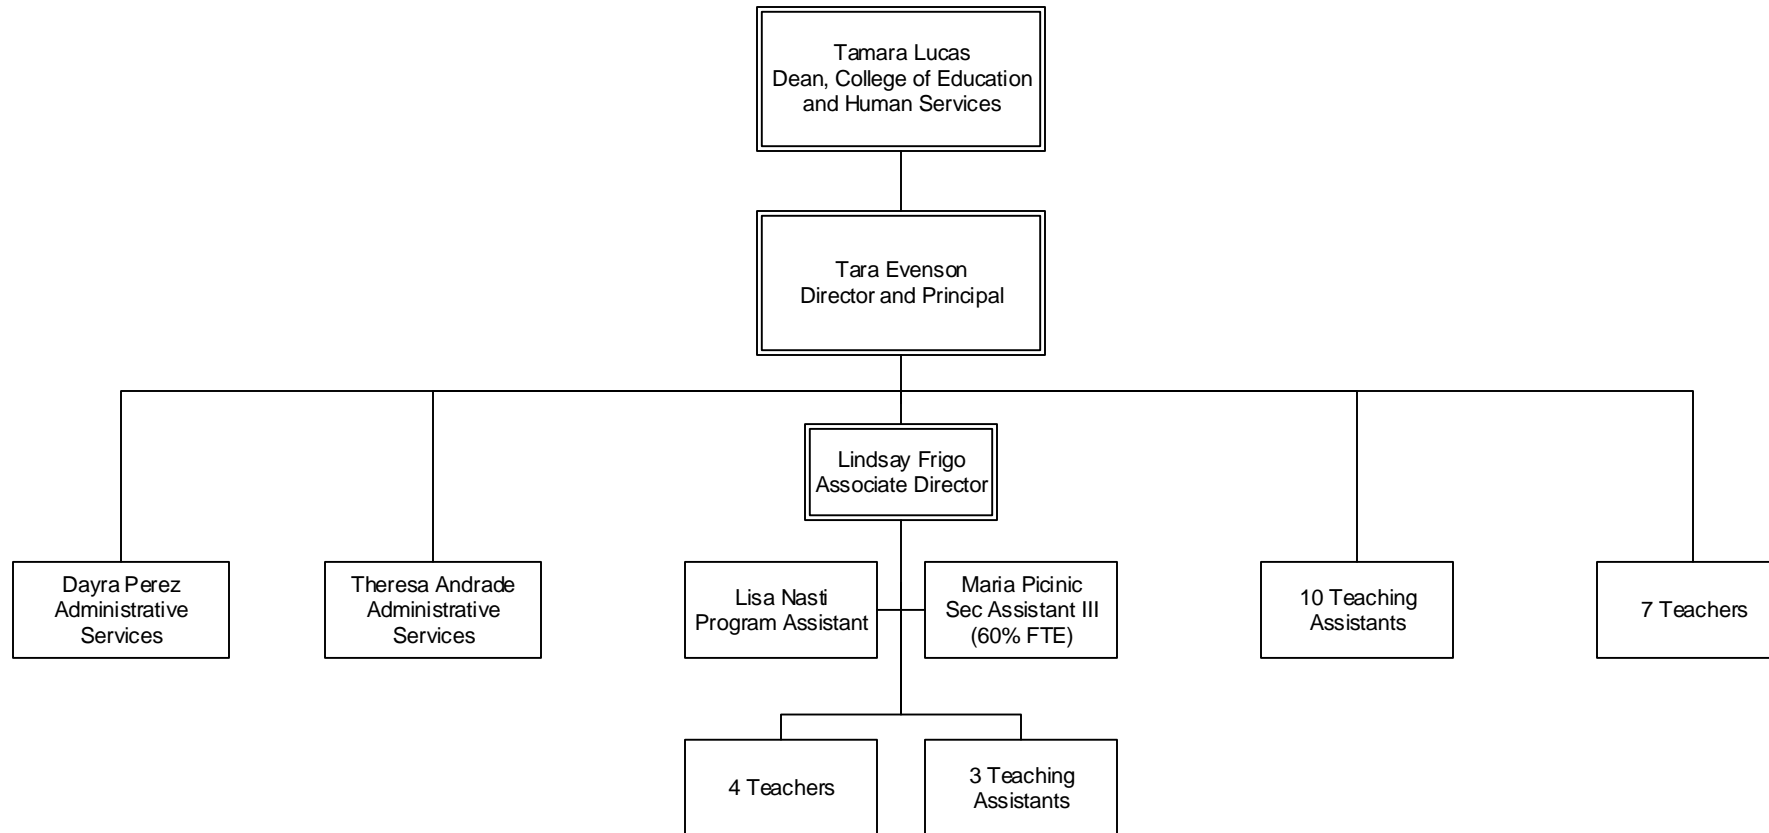 Tamara Lucas
Dean, College of Education
and Human Services
Tara Evenson
Director and Principal
Lindsay Frigo
Associate Director
Dayra Perez
Administrative
Services
Theresa Andrade
Administrative
Services
Lisa Nasti
Program Assistant
Maria Picinic
Sec Assistant III
(60% FTE)
10 Teaching
Assistants
7 Teachers
4 Teachers
3 Teaching
Assistants